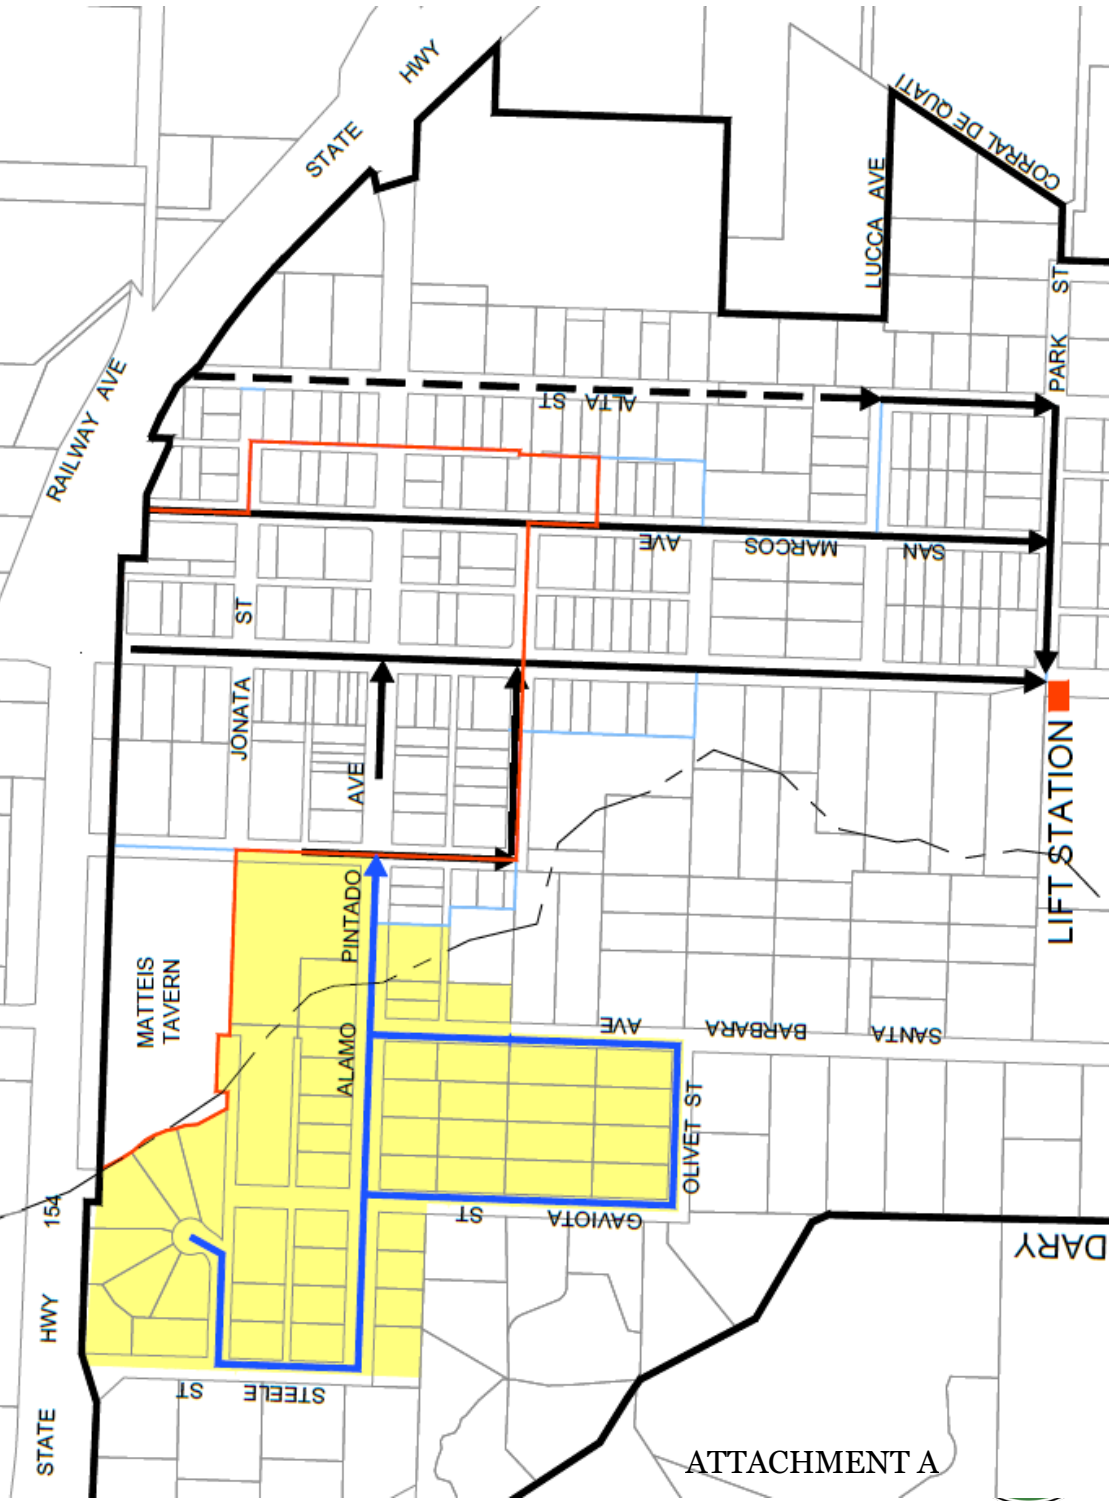 STATE HWY
CORRAL DE QUATI
LUCCA AVE
PARK ST
RAILWAY AVE
ALTA ST
SAN MARCOS AVE
JONATA ST
LIFT STATION
ALAMO PINTADO AVE
MATTEIS
TAVERN
SANTA BARBARA AVE
OLIVET ST
GAVIOTA ST
STATE HWY 154
DARY
STEELE ST
ATTACHMENT A